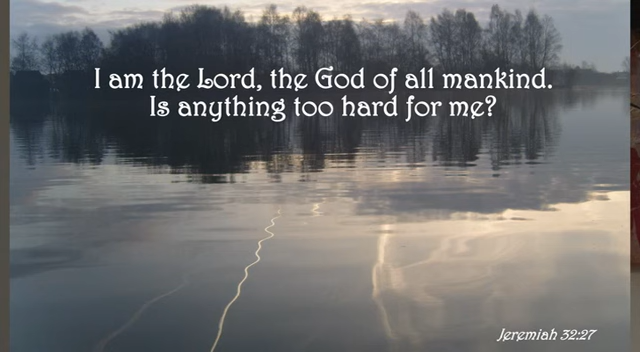 I am the Lord, the God of all mankind.
Is anything too hard for me?
Jeremiah 32:27